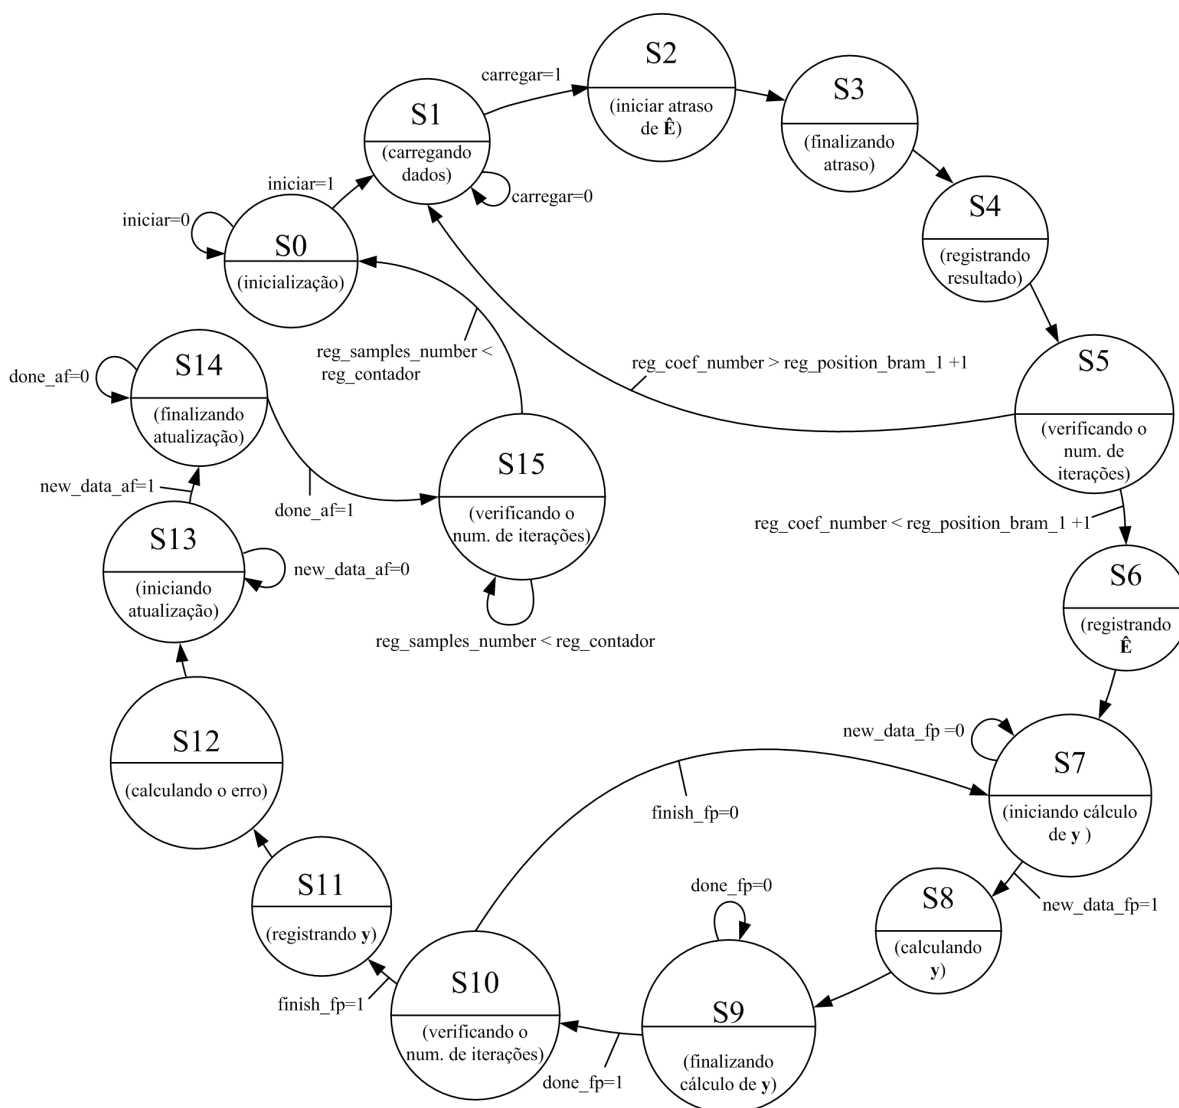 S0
(inicialização)
iniciar=0
iniciar=1
S1
(carregando
dados)
carregar=0
carregar=1
S2
(iniciar atraso
de Ê)
S3
(finalizando
atraso)
S4
(registrando
resultado)
S5
(verificando o
num. de
iterações)
reg_coef_number > reg_position_bram_1 +1
reg_coef_number < reg_position_bram_1 +1
S6
(registrando
Ê
S7
(iniciando cálculo
de y )
new_data_fp =0
new_data_fp=1
S8
(calculando
y)
S9
(finalizando
cálculo de y)
done_fp=0
done_fp=1
S10
(verificando o
num. de iterações)
finish_fp=0
finish_fp=1
S11
(registrando y)
S12
(calculando o erro)
S13
(iniciando
atualização)
new_data_af=0
new_data_af=1
S14
(finalizando
atualização)
done_af=0
done_af=1
S15
(verificando o
num. de iterações)
reg_samples_number <
reg_contador
reg_samples_number < reg_contador